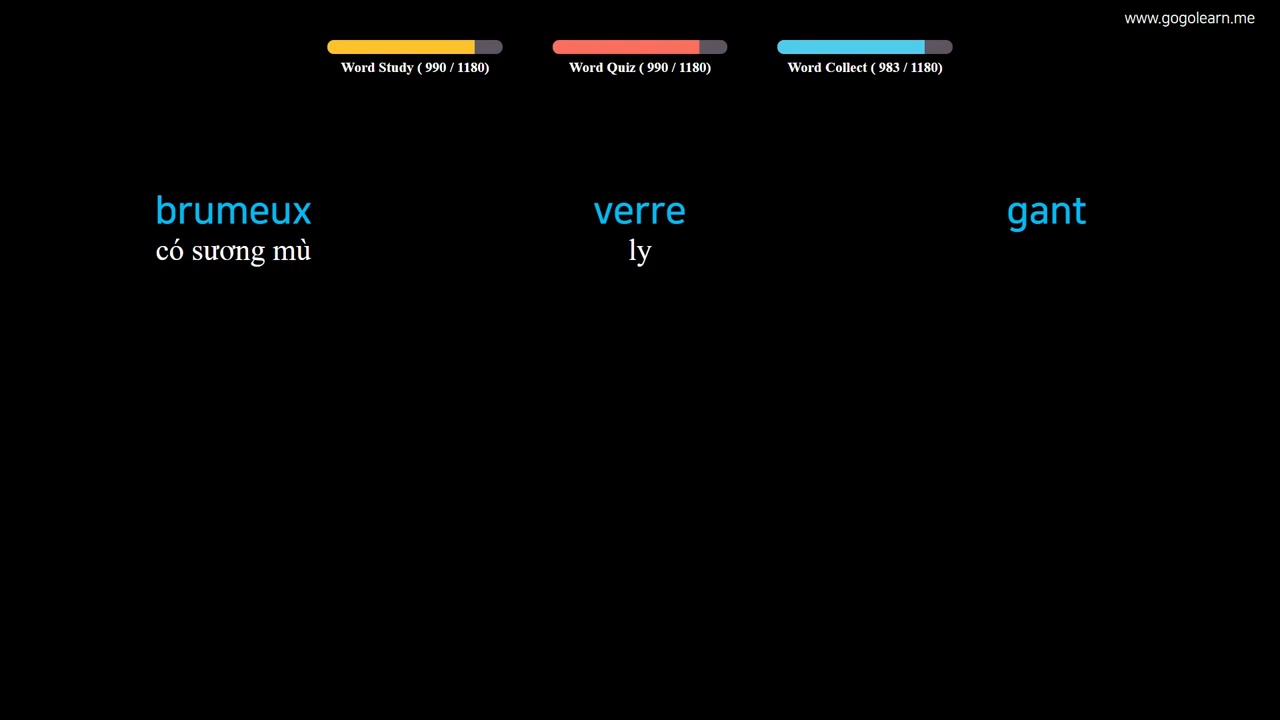 www.gogolearn.me
Word Study ( 990 / 1180)
Word Quiz ( 990 / 1180)
Word Collect ( 983 / 1180)
brumeux
có sương mù
verre
ly
gant